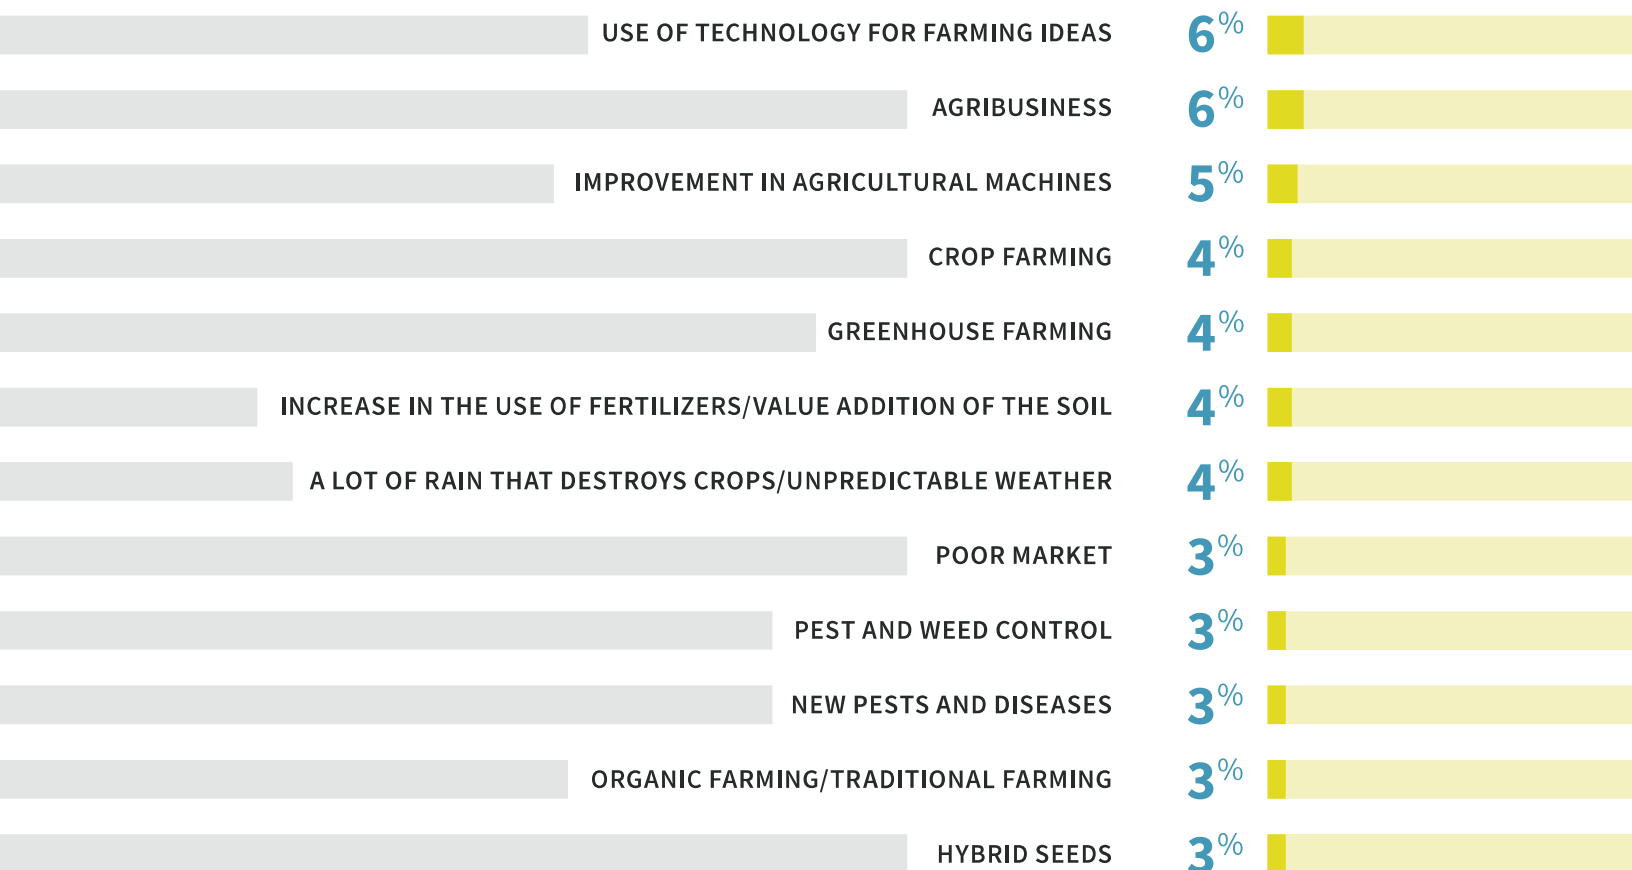 USE OF TECHNOLOGY FOR FARMING IDEAS 6%
AGRIBUSINESS 6%
IMPROVEMENT IN AGRICULTURAL MACHINES 5%
CROP FARMING 4%
GREENHOUSE FARMING 4%
INCREASE IN THE USE OF FERTILIZERS/VALUE ADDITION OF THE SOIL 4%
A LOT OF RAIN THAT DESTROYS CROPS/UNPREDICTABLE WEATHER 4%
POOR MARKET 3%
PEST AND WEED CONTROL 3%
NEW PESTS AND DISEASES 3%
ORGANIC FARMING/TRADITIONAL FARMING 3%
HYBRID SEEDS 3%